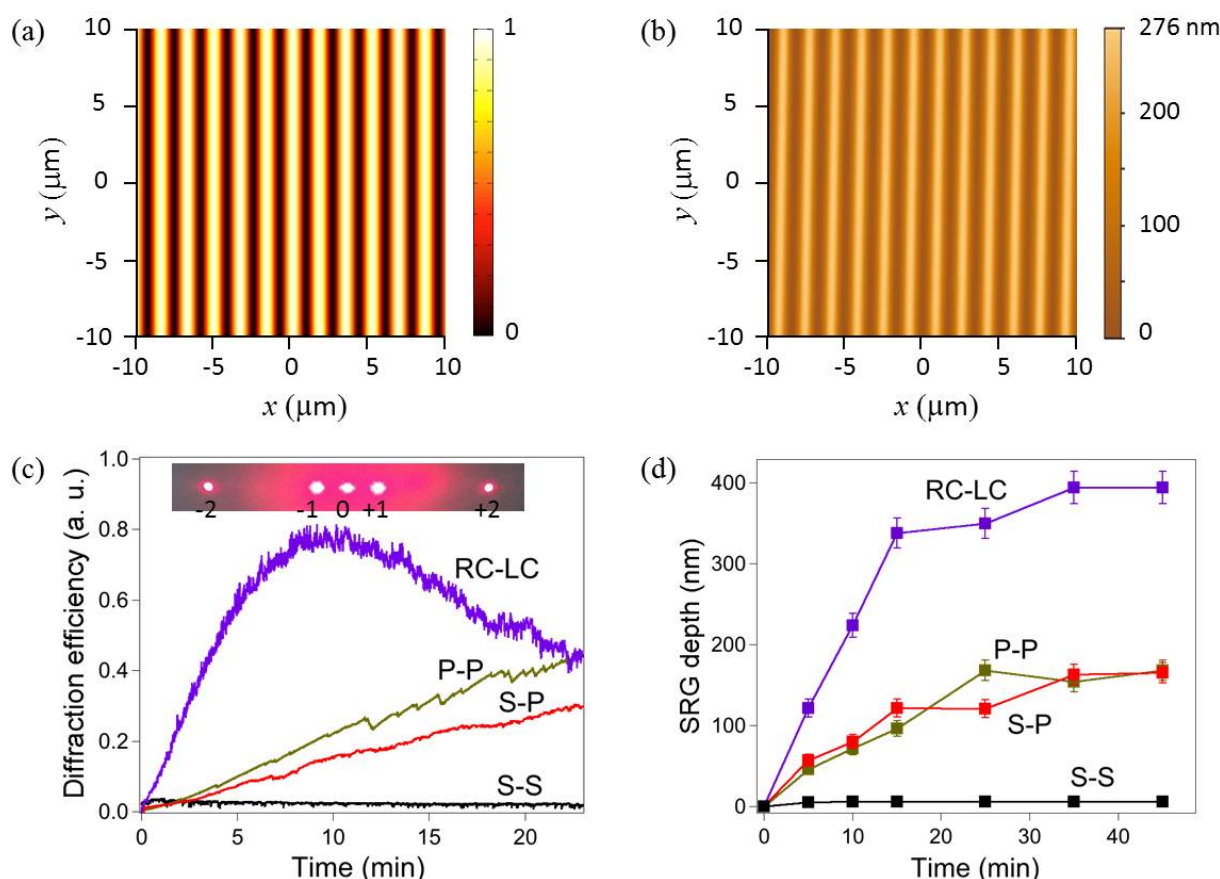 (a)
10
5
0
-5
-10
y (μm)
-10 -5 0 5 10
x (μm)
1
0
(b)
10
5
0
-5
-10
y (μm)
-10 -5 0 5 10
x (μm)
276 nm
200
100
0
(c)
1.0
0.8
0.6
0.4
0.2
0.0
Diffraction efficiency (a. u.)
-2 -1 0 +1 +2
RC-LC
P-P
S-P
S-S
0 5 10 15 20
Time (min)
(d)
400
300
200
100
0
SRG depth (nm)
RC-LC
P-P
S-P
S-S
0 10 20 30 40
Time (min)